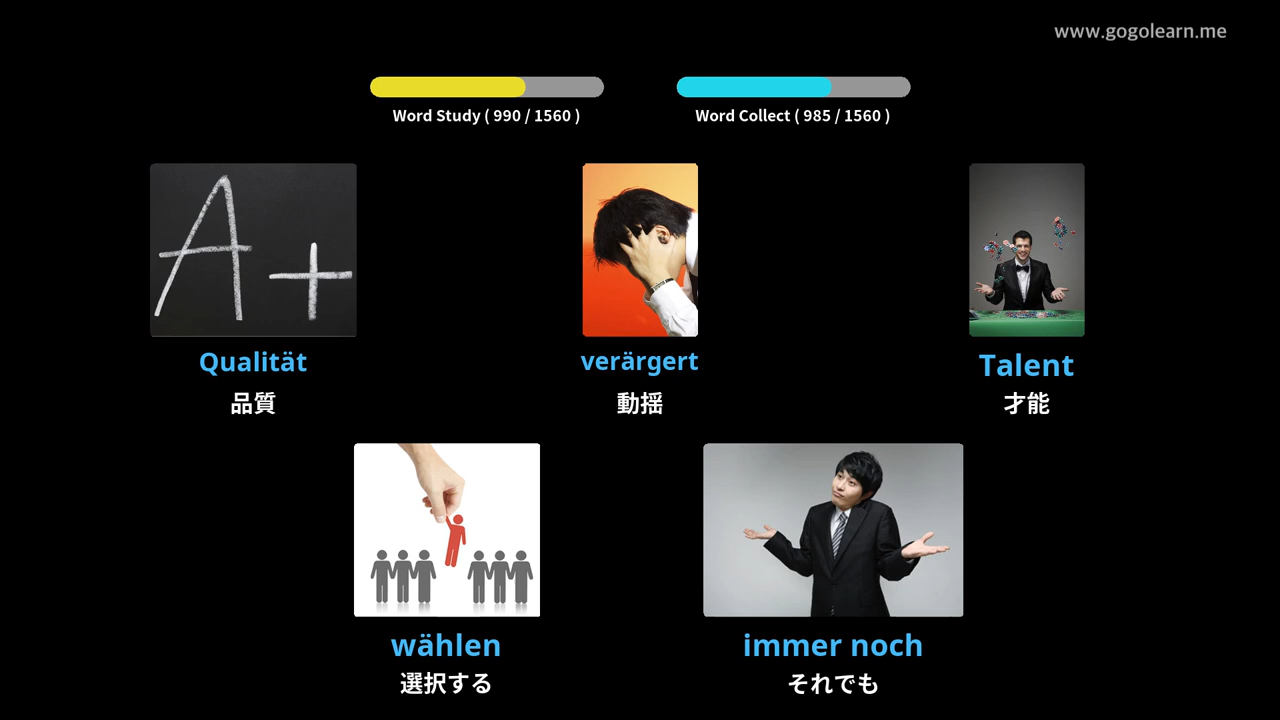 www.gogolearn.me
Word Study ( 990 / 1560 )
Word Collect ( 985 / 1560 )
A+
Qualität
verärgert
Talent
品質
動揺
才能
wählen
immer noch
選択する
それでも